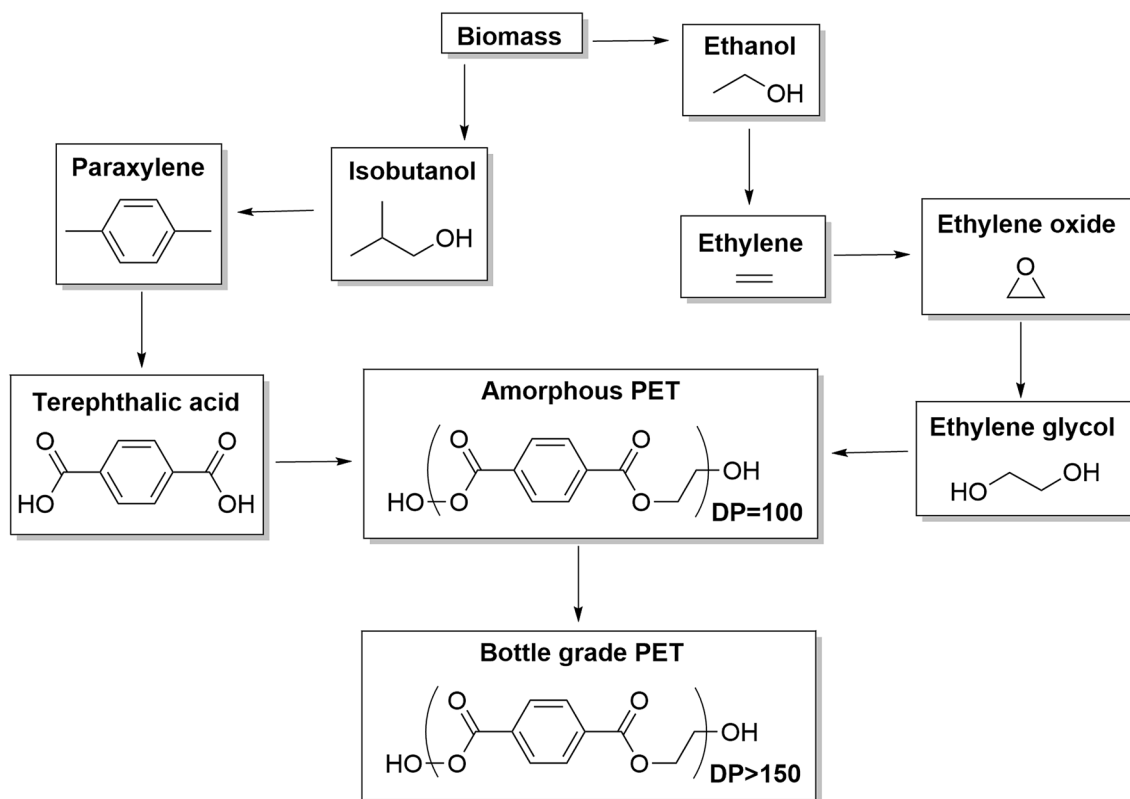 Biomass
Ethanol
OH
Paraxylene
Isobutanol
OH
Ethylene
Ethylene oxide
O
Terephthalic acid
O
O
HO
OH
Amorphous PET
O
O
HO
O
O
OH
DP=100
Ethylene glycol
HO
OH
Bottle grade PET
O
O
HO
O
O
OH
DP>150